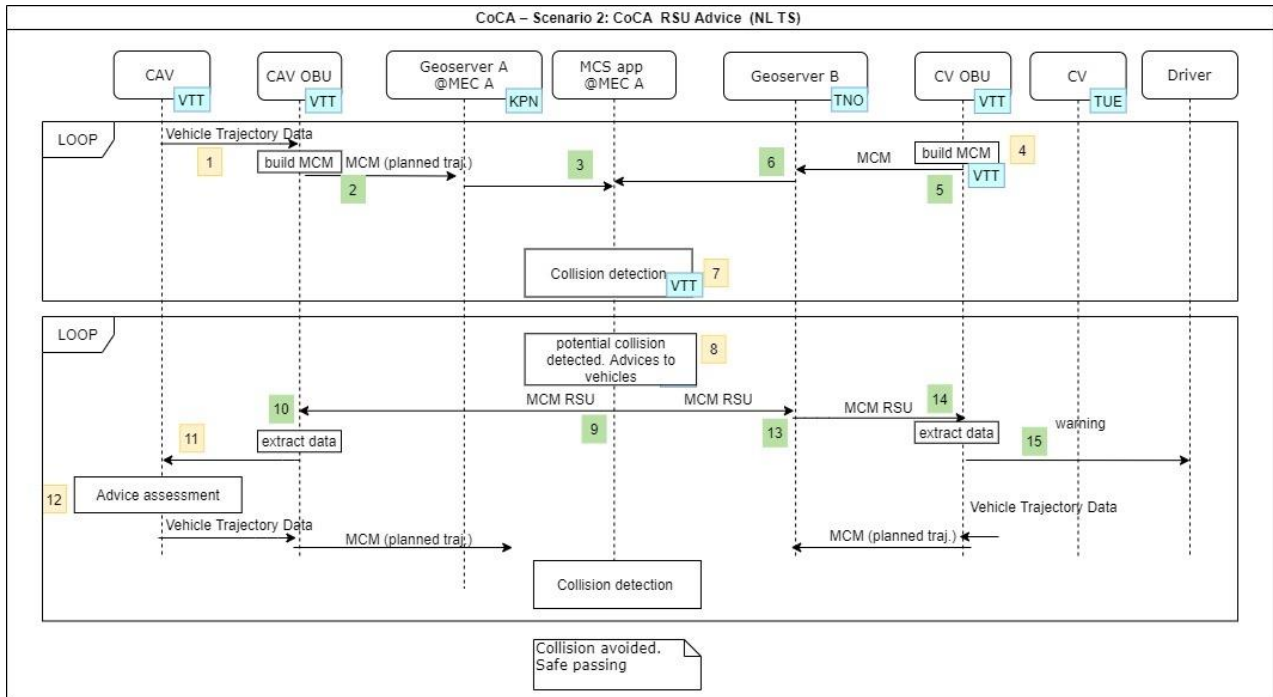 CoCA – Scenario 2: CoCA RSU Advice (NL TS)
CAV
VTT
CAV OBU
VTT
Geoserver A
@MEC A
KPN
MCS app
@MEC A
Geoserver B
TNO
CV OBU
VTT
CV
TUE
Driver
LOOP
Vehicle Trajectory Data
1
build MCM
MCM (planned traj.)
2
3
6
MCM
5
build MCM
VTT
4
Collision detection
VTT
7
LOOP
potential collision
detected. Advices to
vehicles
8
MCM RSU
MCM RSU
MCM RSU
10
9
13
14
11
extract data
extract data
warning
15
12
Advice assessment
Vehicle Trajectory Data
MCM (planned traj.)
Vehicle Trajectory Data
MCM (planned traj.)
Collision detection
Collision avoided.
Safe passing